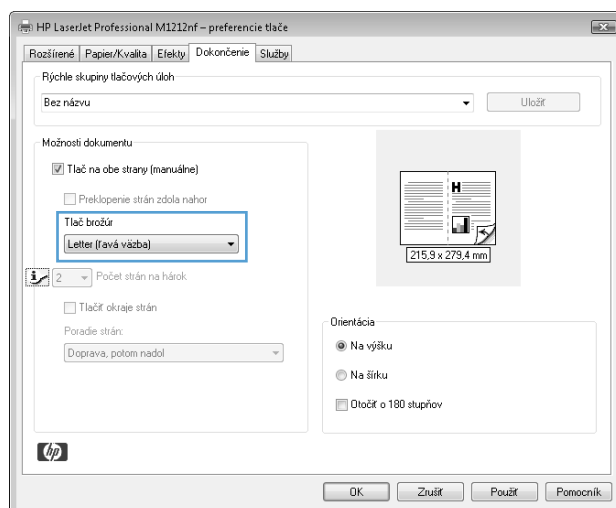 HP LaserJet Professional M1212nf – preferencie tlače
Rozšírené Papier/Kvalita Efekty Dokončenie Služby
Rýchle skupiny tlačových úloh
Bez názvu
Uložiť
Možnosti dokumentu
Tlač na obe strany (manuálne)
Preklopenie strán zdola nahor
Tlač brožúr
Letter (ľavá väzba)
2 Počet strán na hárok
Tlačiť okraje strán
Poradie strán:
Doprava, potom nadol
H
215,9 x 279,4 mm
Orientácia
Na výšku
Na šírku
Otočiť o 180 stupňov
hp
OK Zrušiť Použiť Pomocník